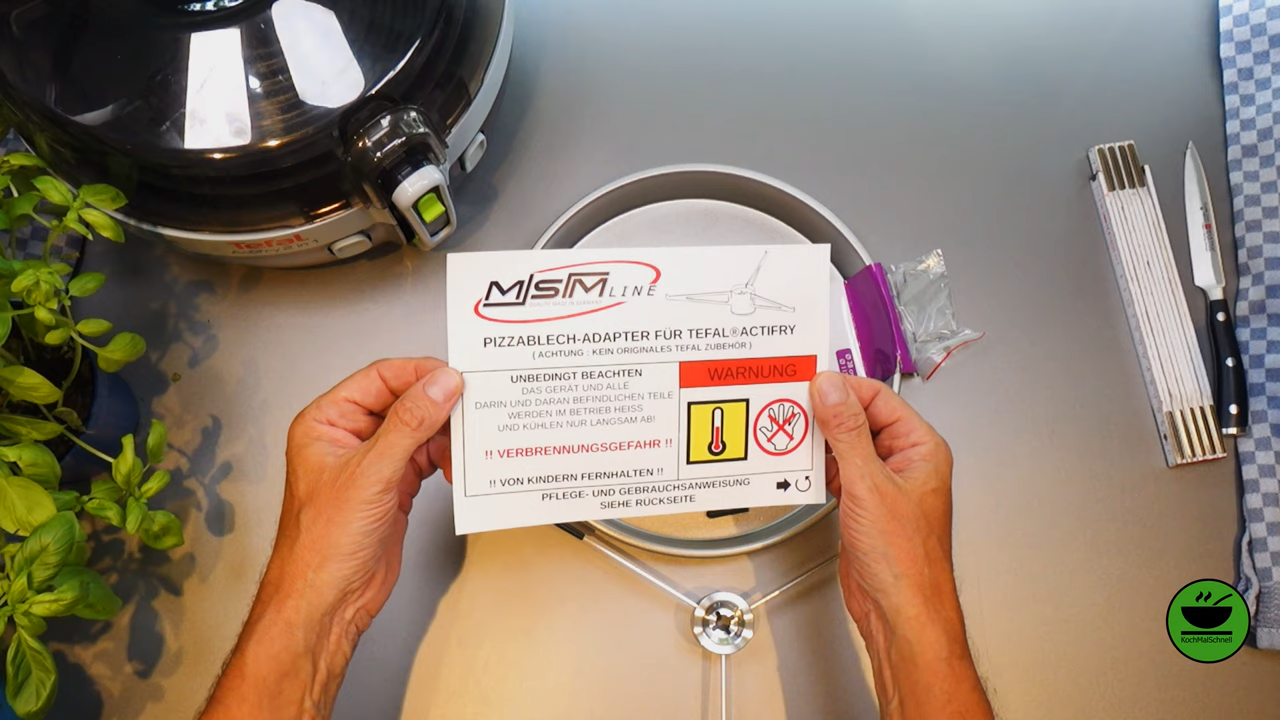 Tefal
MSM LINE
PIZZABLECH-ADAPTER FÜR TEFAL®ACTIFRY
( ACHTUNG : KEIN ORIGINALES TEFAL ZUBEHÖR )
UNBEDINGT BEACHTEN
DAS GERÄT UND ALLE
DARIN UND DARAN BEFINDLICHEN TEILE
WERDEN IM BETRIEB HEISS
UND KÜHLEN NUR LANGSAM AB!
!! VERBRENNUNGSGEFAHR !!
!! VON KINDERN FERNHALTEN !!
WARNUNG
PFLEGE- UND GEBRAUCHSANWEISUNG
SIEHE RÜCKSEITE
KochMalSchnell